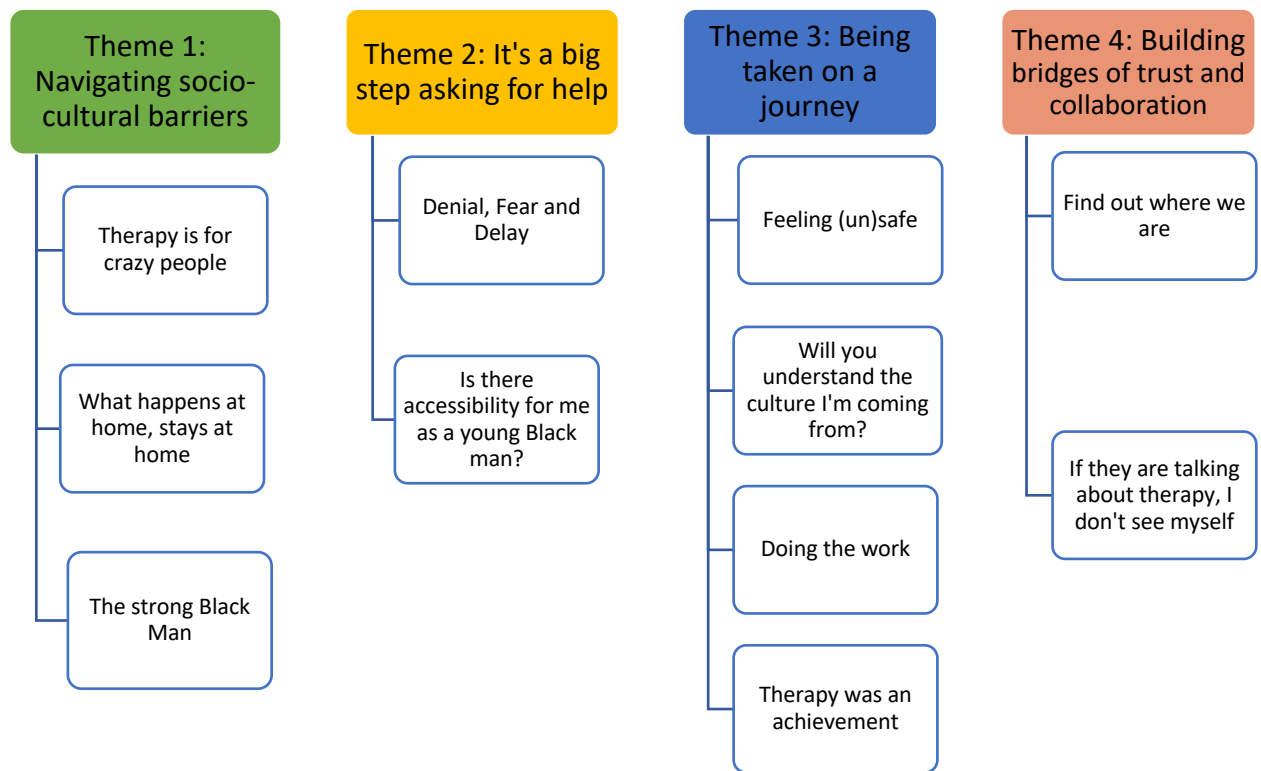 Theme 1:
Navigating socio-
cultural barriers
Therapy is for
crazy people
What happens at
home, stays at
home
The strong Black
Man
Theme 2: It's a big
step asking for help
Denial, Fear and
Delay
Is there
accessibility for me
as a young Black
man?
Theme 3: Being
taken on a
journey
Feeling (un)safe
Will you
understand the
culture I'm coming
from?
Doing the work
Therapy was an
achievement
Theme 4: Building
bridges of trust and
collaboration
Find out where we
are
If they are talking
about therapy, I
don't see myself